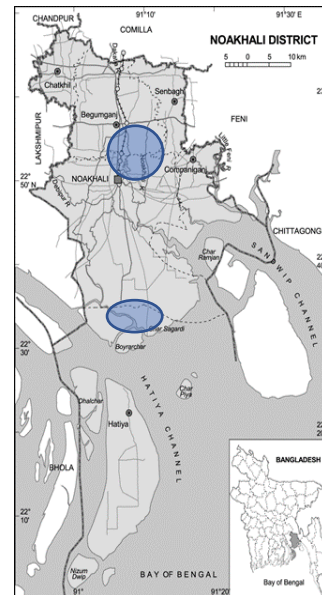 91°10'
91°30'
CHANDPUR
COMILLA
NOAKHALI DISTRICT
5 0 5 10 km
Chatkhil
Senbagh
Begumganj
FENI
LAKSHMIPUR
Companiganj
22°
50'
NOAKHALI
CHITTAGONG
Char
Ramjan
SANDWIP CHANNEL
22°
30'
Char Bagardi
Boyrarcher
Char
Piya
Dhalchar
Hatiya
HATIYA CHANNEL
BHOLA
22°
10'
Nizum
Dwip
BAY OF BENGAL
91°
91°20'
BANGLADESH
Bay of Bengal